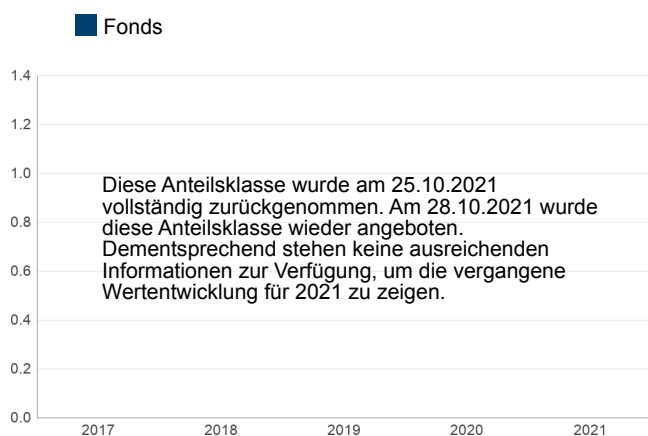 Fonds
1.4
1.2
1.0
0.8
0.6
0.4
0.2
0.0
Diese Anteilsklasse wurde am 25.10.2021
vollständig zurückgenommen. Am 28.10.2021 wurde
diese Anteilsklasse wieder angeboten.
Dementsprechend stehen keine ausreichenden
Informationen zur Verfügung, um die vergangene
Wertentwicklung für 2021 zu zeigen.
2017 2018 2019 2020 2021